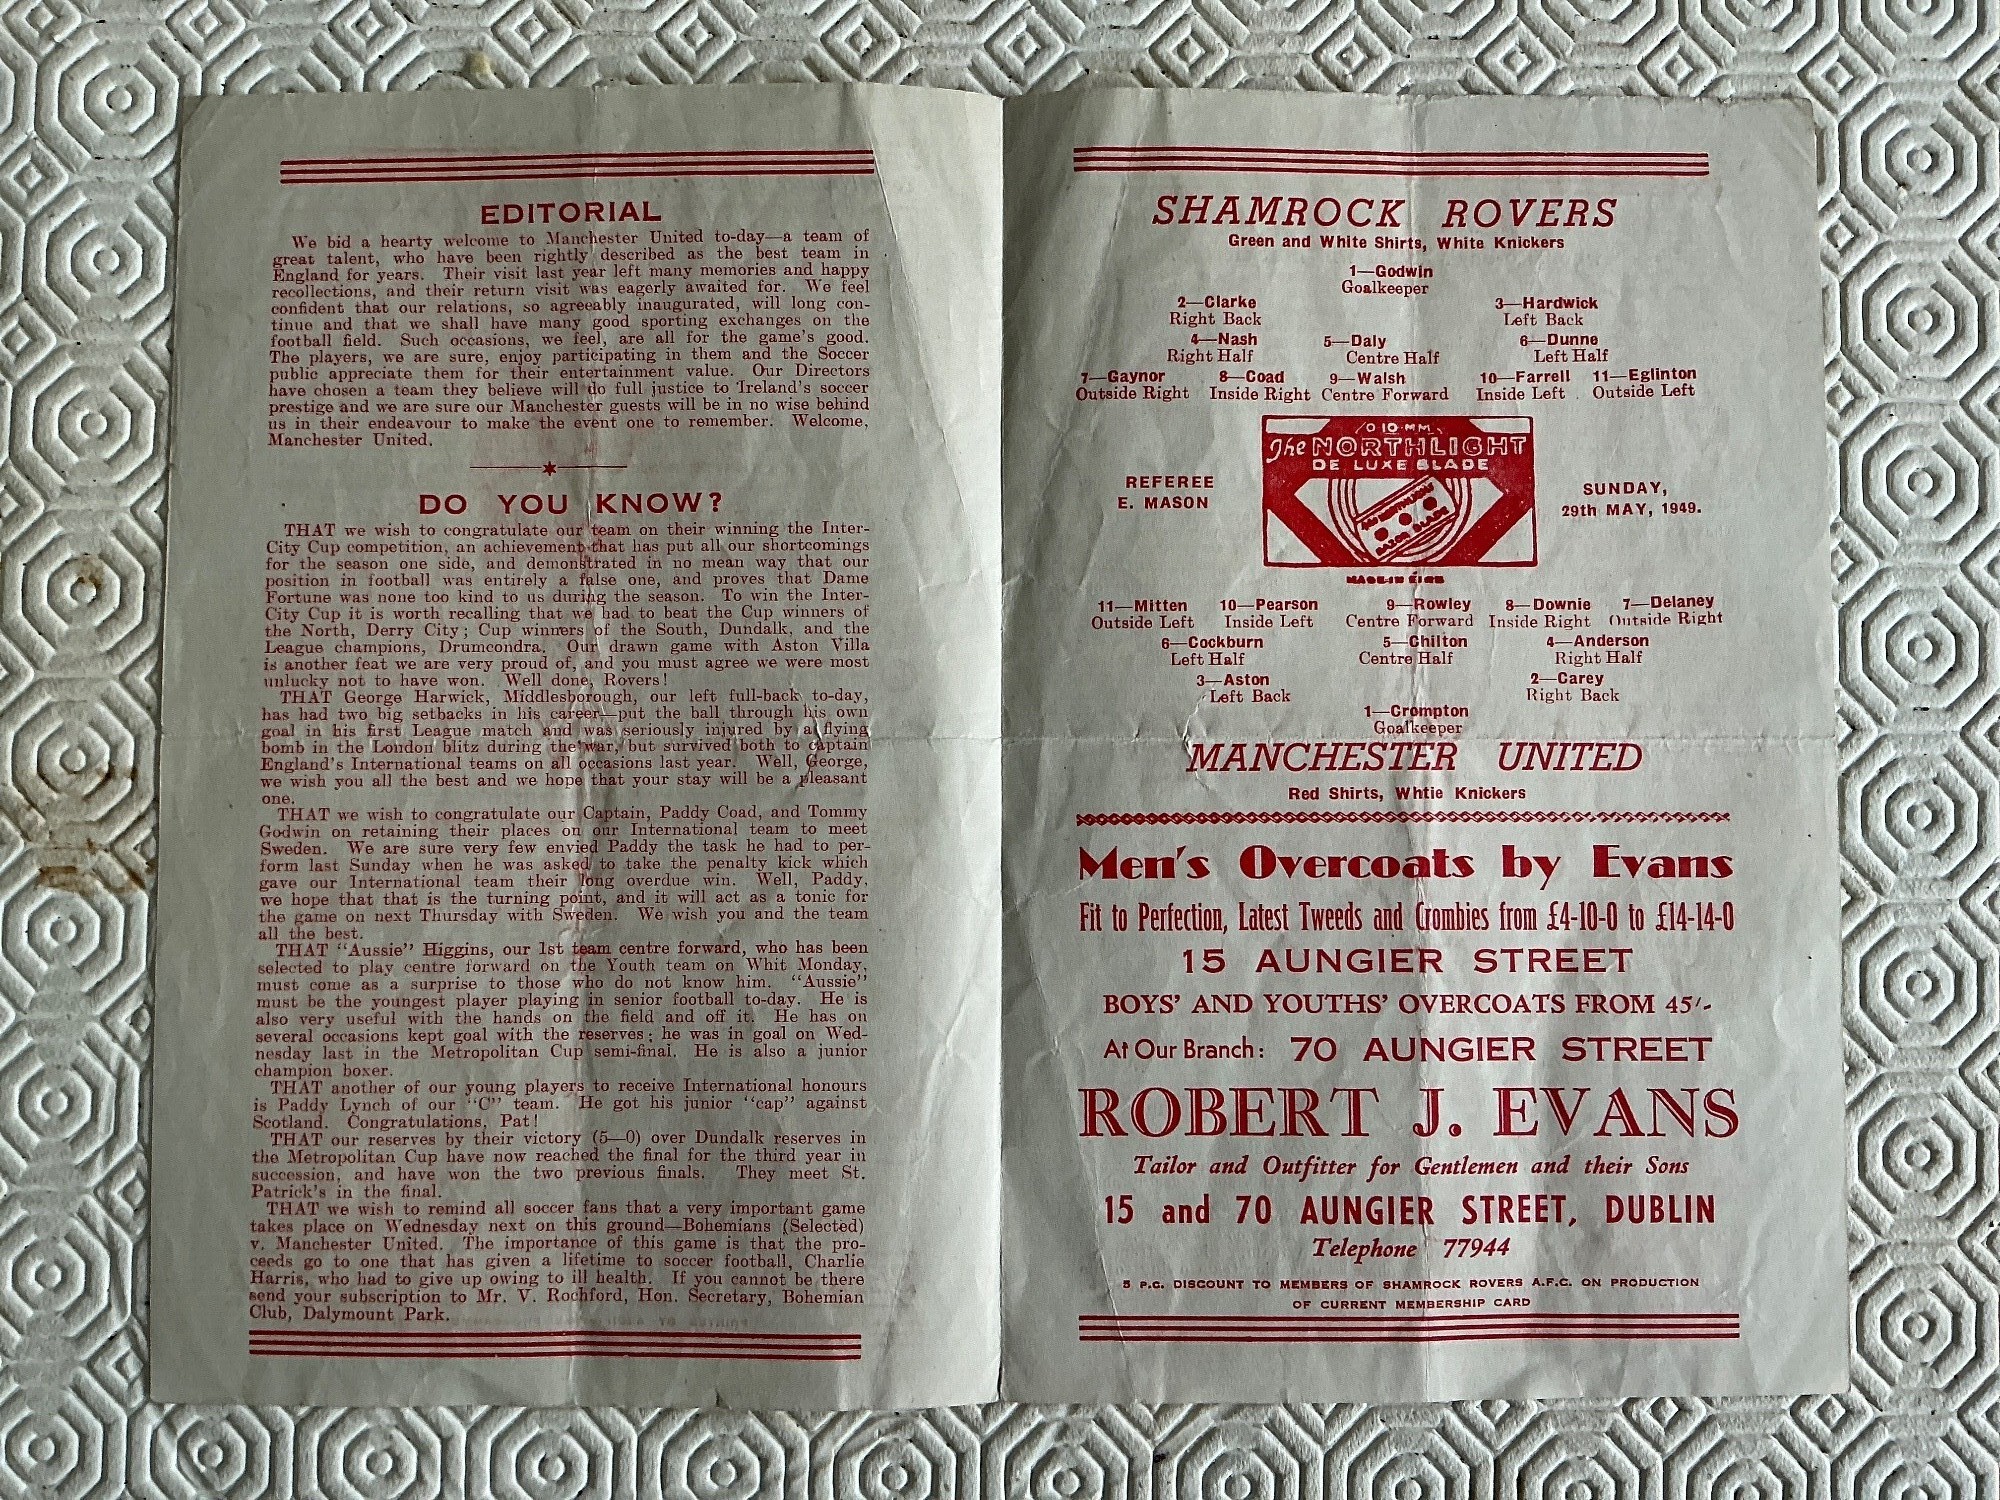 EDITORIAL
We bid a hearty welcome to Manchester United to-day—a team of
great talent, who have been rightly described as the best team in
England for years. Their visit last year left many memories and happy
recollections, and their return visit was eagerly awaited for. We feel
confident that our relations, so agreeably inaugurated, will long con-
tinue and that we shall have many good sporting exchanges on the
football field. Such occasions, we feel, are all for the game's good.
The players, we are sure, enjoy participating in them and the Soccer
public appreciate them for their entertainment value. Our Directors
have chosen a team they believe will do full justice to Ireland's soccer
prestige and we are sure our Manchester guests will be in no wise behind
us in their endeavour to make the event one to remember. Welcome,
Manchester United.
DO YOU KNOW?
THAT we wish to congratulate our team on their winning the Inter-
City Cup competition, an achievement that has put all our shortcomings
for the season one side, and demonstrated in no mean way that our
position in football was entirely a false one, and proves that Dame
Fortune was none too kind to us during the season. To win the Inter-
City Cup it is worth recalling that we had to beat the Cup winners of
the North, Derry City; Cup winners of the South, Dundalk, and the
League champions, Drumcondra. Our drawn game with Aston Villa
is another feat we are very proud of, and you must agree we were most
unlucky not to have won. Well done, Rovers!
THAT George Harwick, Middlesborough, our left full-back to-day,
has had two big setbacks in his career—put the ball through his own
goal in his first League match and was seriously injured by a flying
bomb in the London blitz during the war, but survived both to captain
England's International teams on all occasions last year. Well, George,
we wish you all the best and we hope that your stay will be a pleasant
one.
THAT we wish to congratulate our Captain, Paddy Coad, and Tommy
Godwin on retaining their places on our International team to meet
Sweden. We are sure very few envied Paddy the task he had to per-
form last Sunday when he was asked to take the penalty kick which
gave our International team their long overdue win. Well, Paddy,
we hope that that is the turning point, and it will act as a tonic for
the game on next Thursday with Sweden. We wish you and the team
all the best.
THAT "Aussie" Higgins, our 1st team centre forward, who has been
selected to play centre forward on the Youth team on Whit Monday,
must come as a surprise to those who do not know him. "Aussie"
must be the youngest player playing in senior football to-day. He is
also very useful with the hands on the field and off it. He has on
several occasions kept goal with the reserves; he was in goal on Wed-
nesday last in the Metropolitan Cup semi-final. He is also a junior
champion boxer.
THAT another of our young players to receive International honours
is Paddy Lynch of our "C" team. He got his junior "cap" against
Scotland. Congratulations, Pat!
THAT our reserves by their victory (5—0) over Dundalk reserves in
the Metropolitan Cup have now reached the final for the third year in
succession, and have won the two previous finals. They meet St.
Patrick's in the final.
THAT we wish to remind all soccer fans that a very important game
takes place on Wednesday next on this ground—Bohemians (Selected)
v. Manchester United. The importance of this game is that the pro-
ceeds go to one that has given a lifetime to soccer football, Charlie
Harris, who had to give up owing to ill health. If you cannot be there
send your subscription to Mr. V. Rochford, Hon. Secretary, Bohemian
Club, Dalymount Park.
SHAMROCK ROVERS
Green and White Shirts, White Knickers
1—Godwin
Goalkeeper
2—Clarke 3—Hardwick
Right Back Left Back
4—Nash 5—Daly 6—Dunne
Right Half Centre Half Left Half
7—Gaynor 8—Coad 9—Walsh 10—Farrell 11—Eglinton
Outside Right Inside Right Centre Forward Inside Left Outside Left
0·10·MM
The NORTHLIGHT
DE LUXE BLADE
RAZOR BLADE
MADE IN EIRE
REFEREE
E. MASON
SUNDAY,
29th MAY, 1949.
11—Mitten 10—Pearson 9—Rowley 8—Downie 7—Delaney
Outside Left Inside Left Centre Forward Inside Right Outside Right
6—Cockburn 5—Chilton 4—Anderson
Left Half Centre Half Right Half
3—Aston 2—Carey
Left Back Right Back
1—Crompton
Goalkeeper
MANCHESTER UNITED
Red Shirts, Whtie Knickers
Men's Overcoats by Evans
Fit to Perfection, Latest Tweeds and Crombies from £4-10-0 to £14-14-0
15 AUNGIER STREET
BOYS' AND YOUTHS' OVERCOATS FROM 45/-
At Our Branch: 70 AUNGIER STREET
ROBERT J. EVANS
Tailor and Outfitter for Gentlemen and their Sons
15 and 70 AUNGIER STREET, DUBLIN
Telephone 77944
5 P.C. DISCOUNT TO MEMBERS OF SHAMROCK ROVERS A.F.C. ON PRODUCTION
OF CURRENT MEMBERSHIP CARD